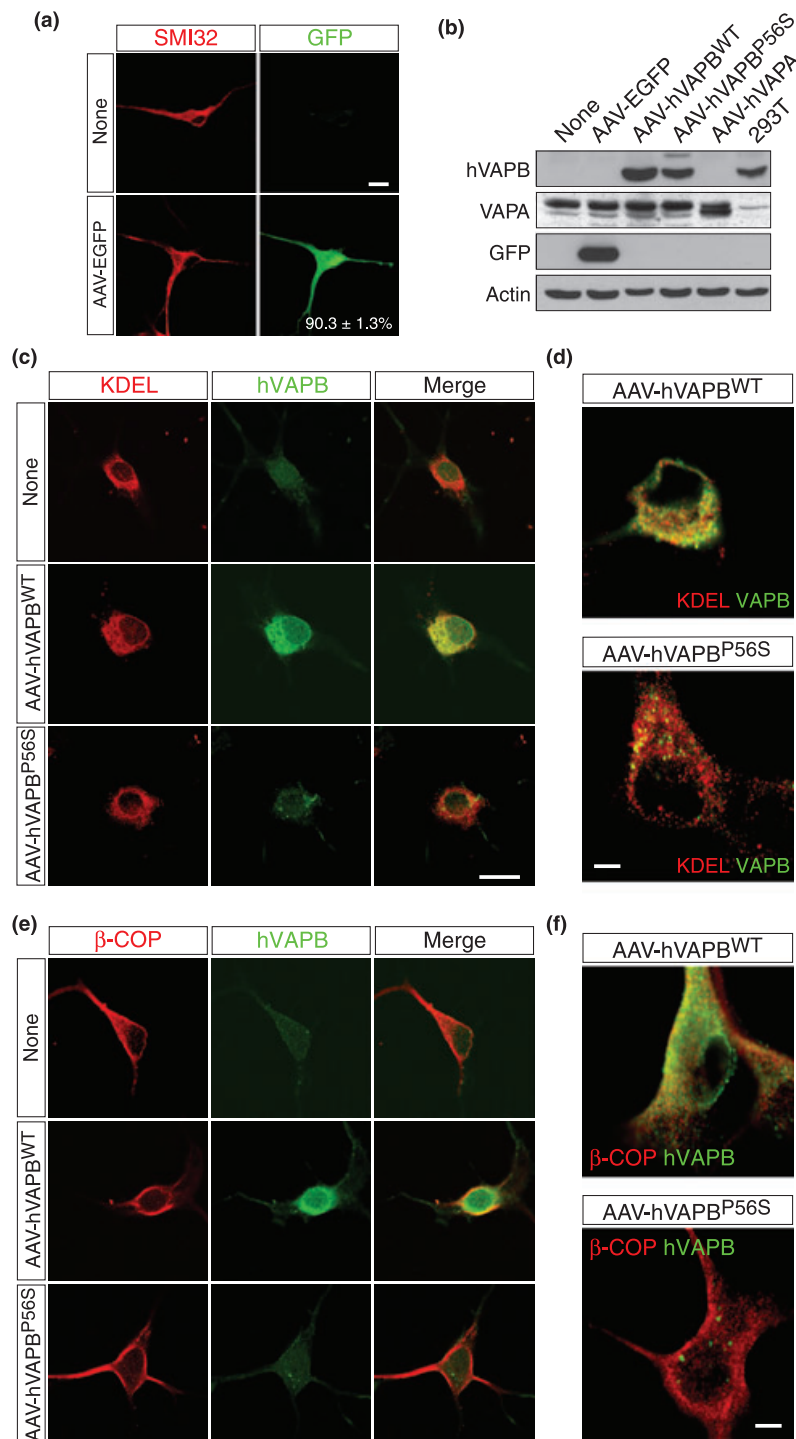 (a)
SMI32 GFP
None
AAV-EGFP
90.3 ± 1.3%
(b)
None
AAV-EGFP
AAV-hVAPBWT
AAV-hVAPBP56S
AAV-hVAPA
293T
hVAPB
VAPA
GFP
Actin
(c)
KDEL hVAPB Merge
None
AAV-hVAPBWT
AAV-hVAPBP56S
(d)
AAV-hVAPBWT
KDEL VAPB
AAV-hVAPBP56S
KDEL VAPB
(e)
β-COP hVAPB Merge
None
AAV-hVAPBWT
AAV-hVAPBP56S
(f)
AAV-hVAPBWT
β-COP hVAPB
AAV-hVAPBP56S
β-COP hVAPB